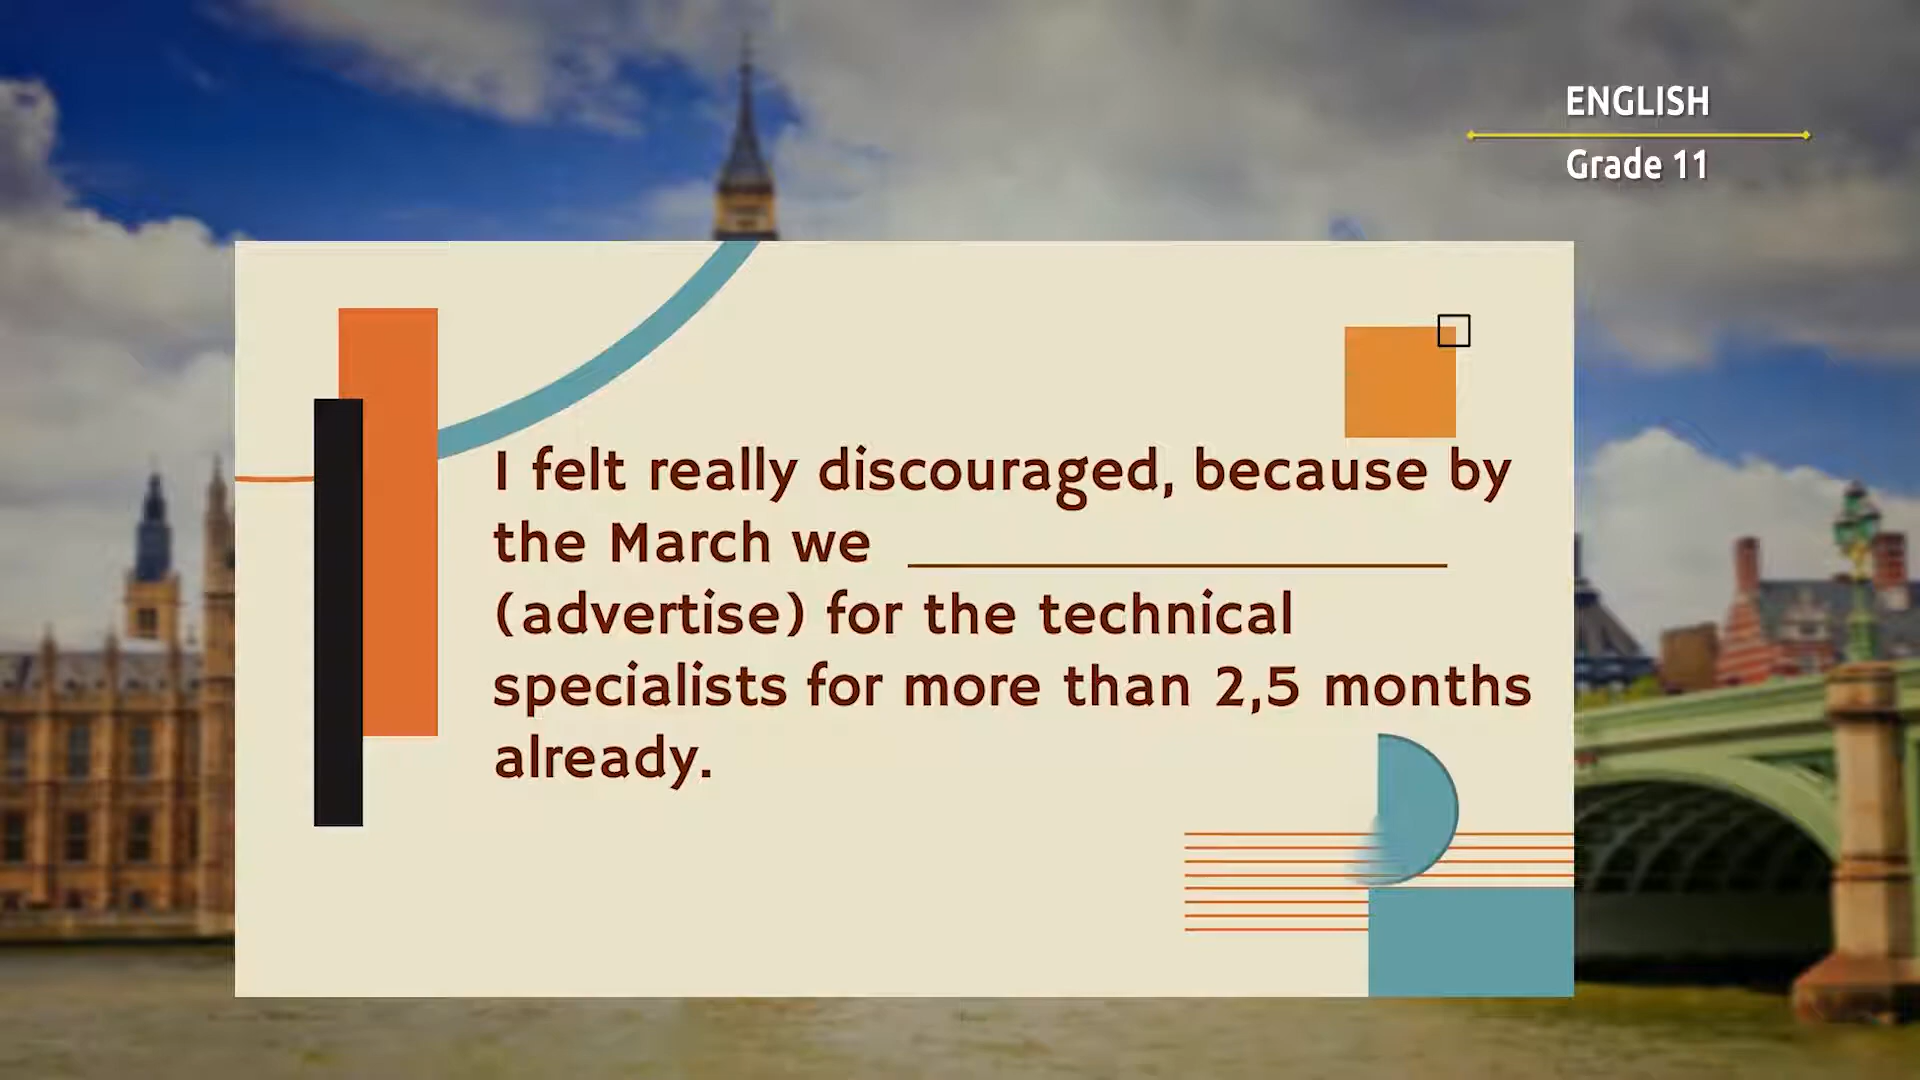 ENGLISH
Grade 11
I felt really discouraged, because by
the March we ____________________
(advertise) for the technical
specialists for more than 2,5 months
already.